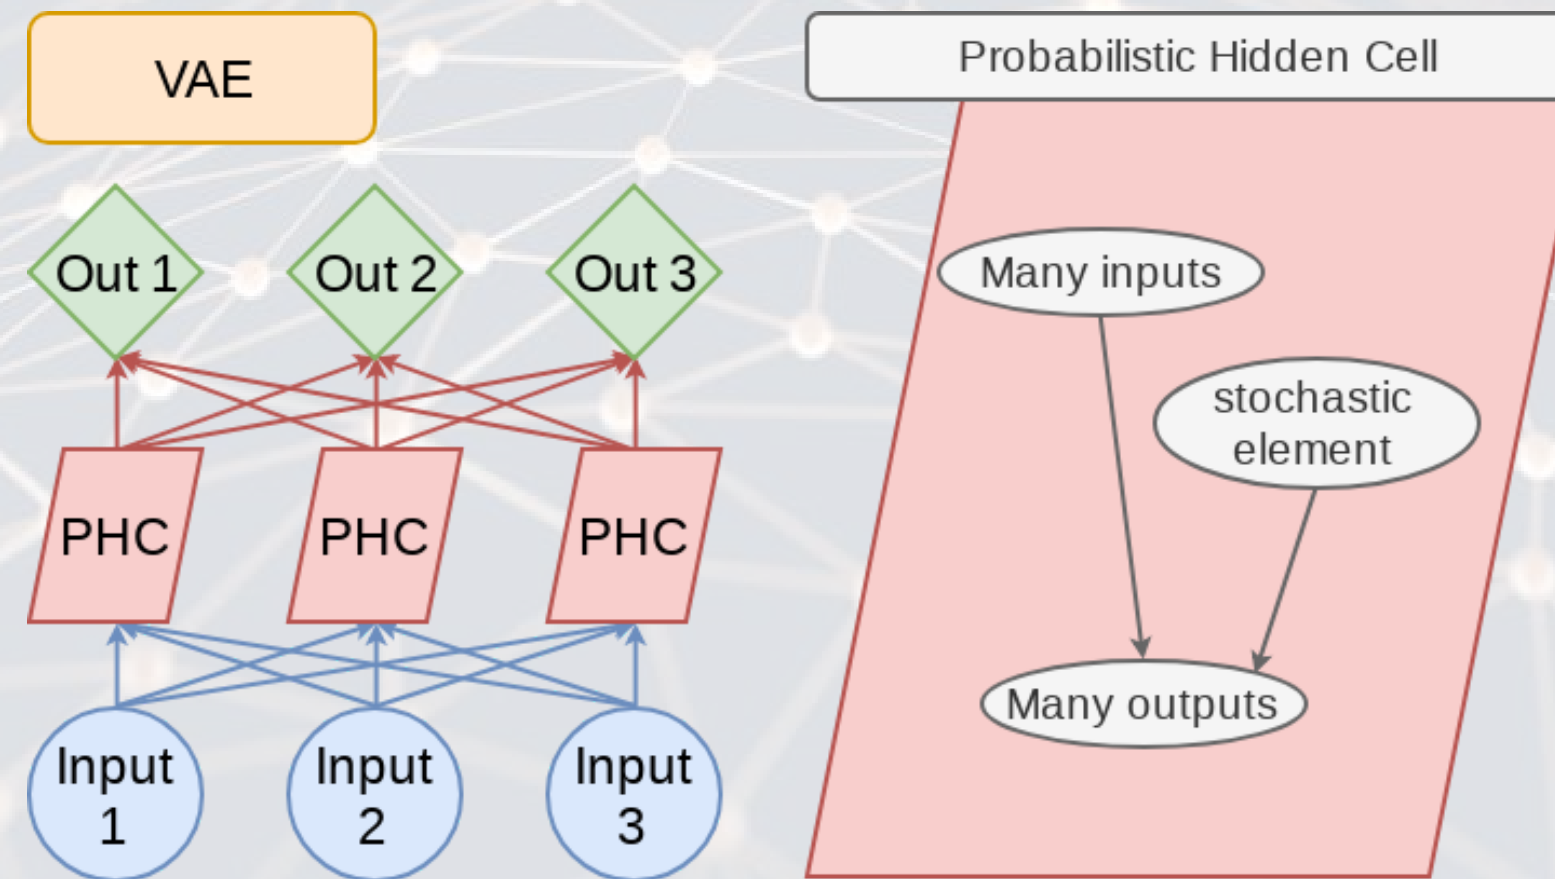 VAE
Probabilistic Hidden Cell
Out 1
Out 2
Out 3
Many inputs
stochastic
element
PHC
PHC
PHC
Many outputs
Input
1
Input
2
Input
3